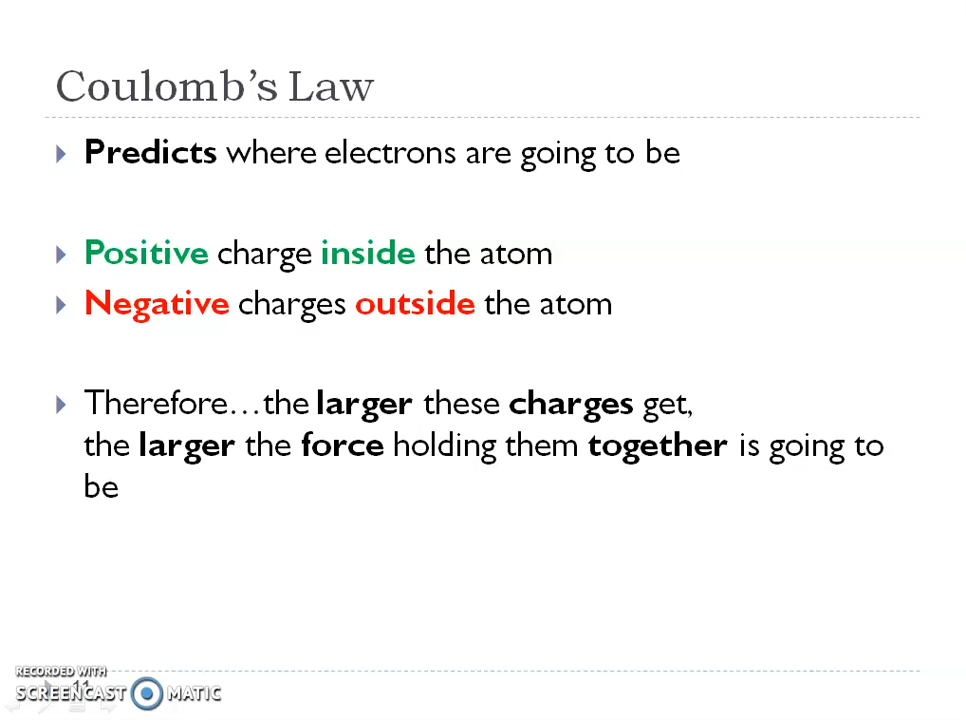 Coulomb's Law
Predicts where electrons are going to be
Positive charge inside the atom
Negative charges outside the atom
Therefore…the larger these charges get,
the larger the force holding them together is going to
be
RECORDED WITH
11
SCREENCAST MATIC